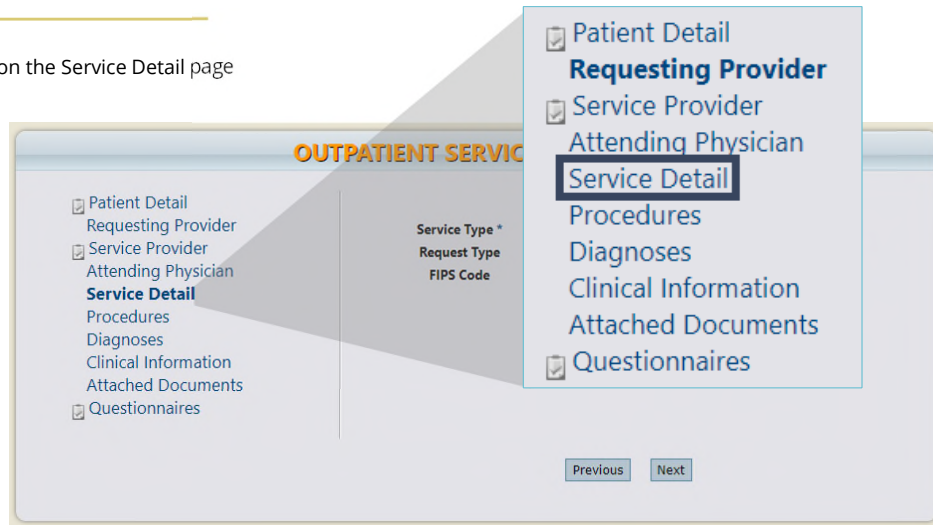 on the Service Detail page
OUTPATIENT SERVIC
Patient Detail
Requesting Provider
Service Provider
Attending Physician
Service Detail
Procedures
Diagnoses
Clinical Information
Attached Documents
Questionnaires
Service Type *
Request Type
FIPS Code
Previous Next
Patient Detail
Requesting Provider
Service Provider
Attending Physician
Service Detail
Procedures
Diagnoses
Clinical Information
Attached Documents
Questionnaires